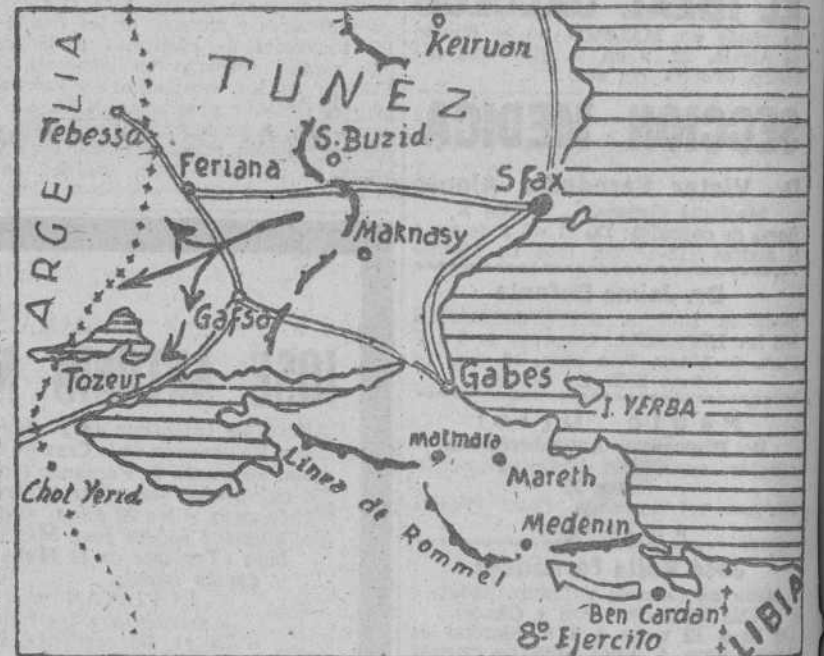 Keiruan
TUNEZ
ARGELIA
Tebessa
S. Buzid.
Feriana
Sfax
Maknasy
Gafsa
Tozeur
Gabes
I. YERBA
matmata
Mareth
Chot Yerid.
Linea de Rommel
Medenin
Ben Cardan
8º Ejercito
LIBIA